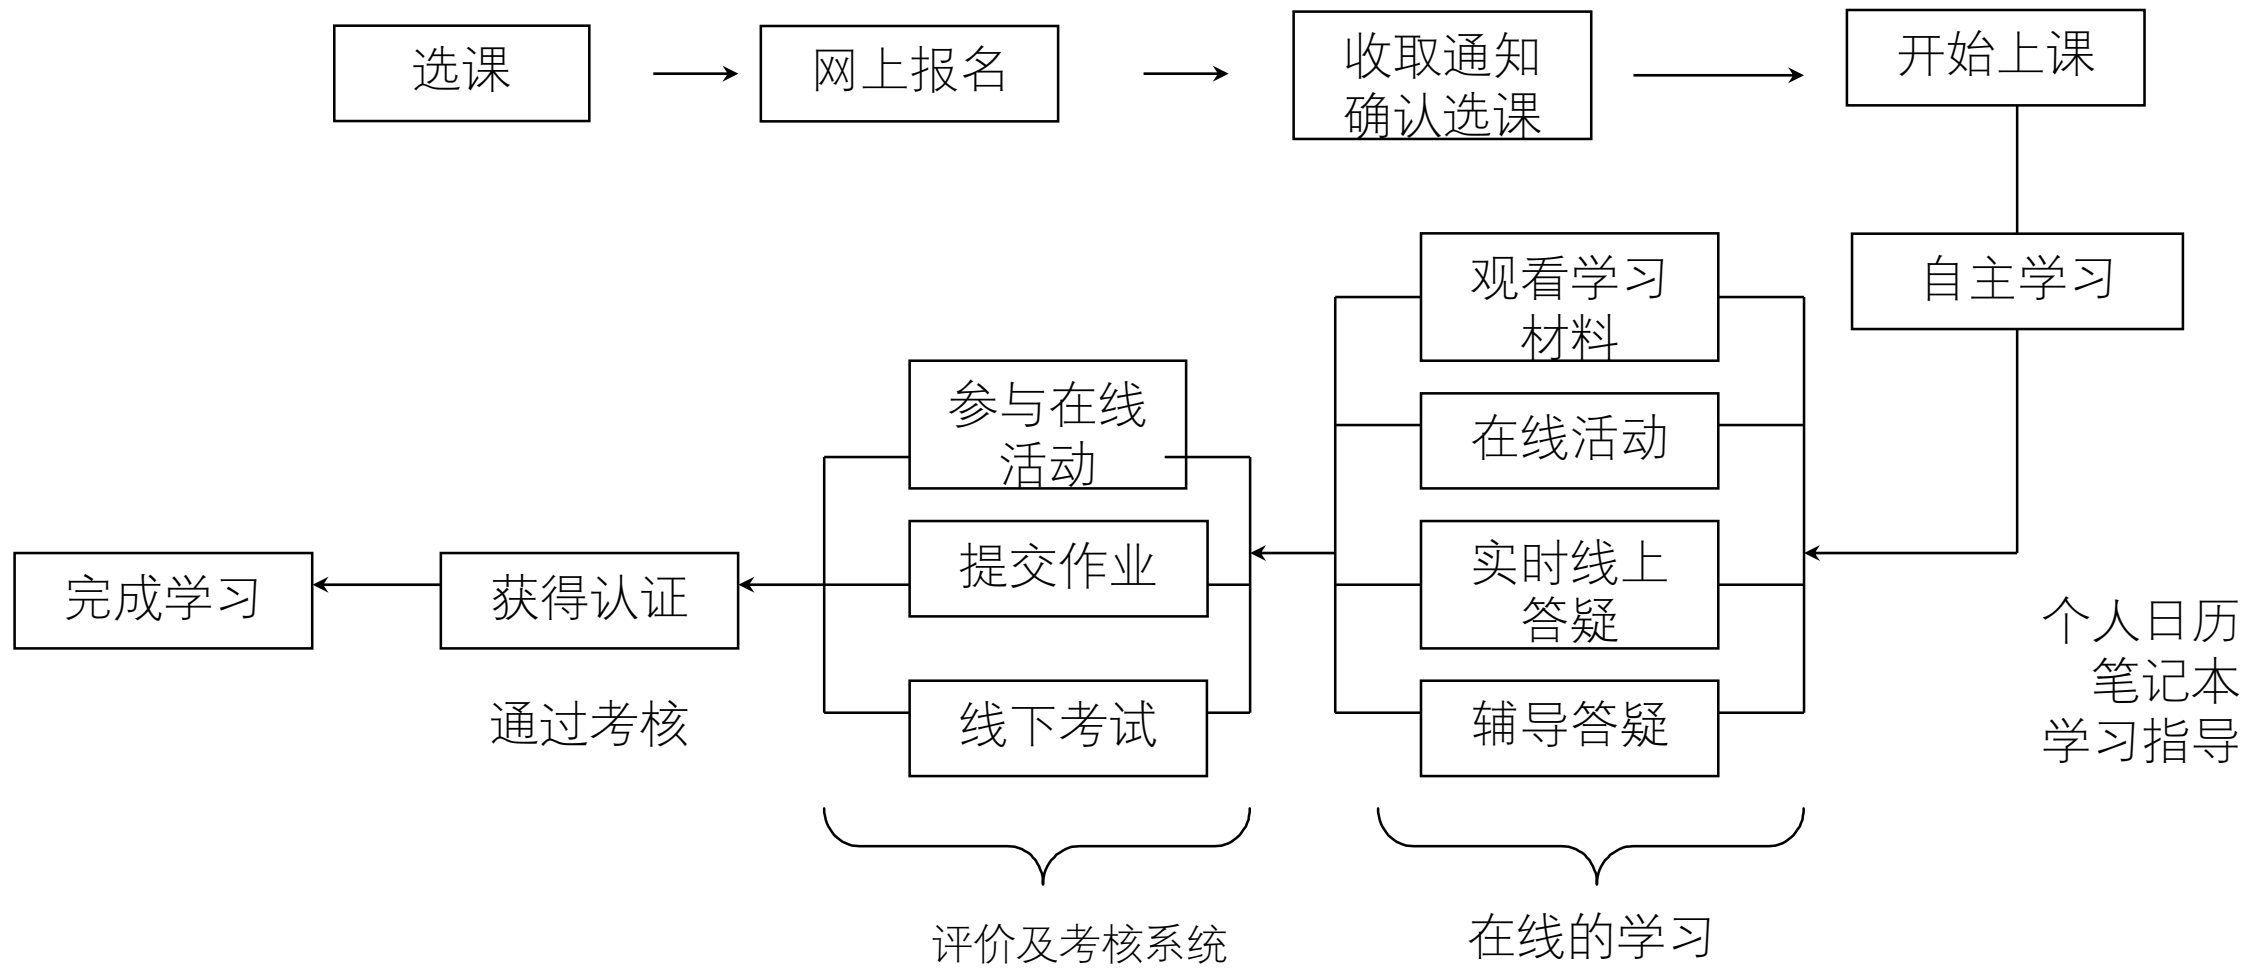 选课
网上报名
收取通知
确认选课
开始上课
自主学习
观看学习
材料
在线活动
实时线上
答疑
辅导答疑
参与在线
活动
提交作业
线下考试
获得认证
完成学习
通过考核
个人日历
笔记本
学习指导
评价及考核系统
在线的学习